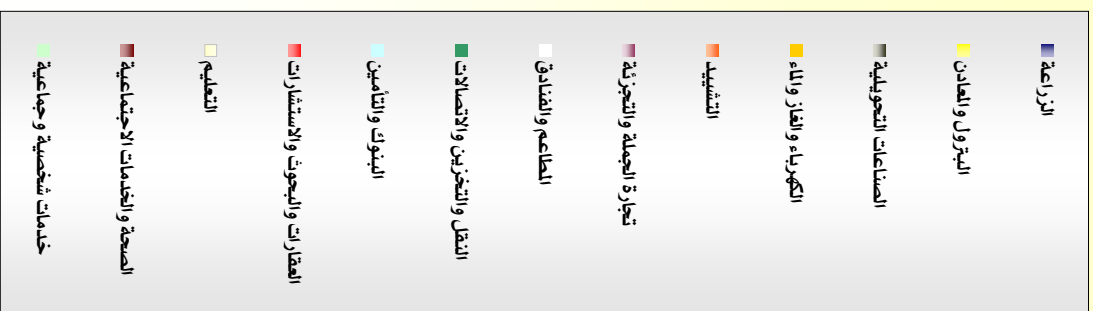 الزراعة
البترول والمعادن
الصناعات التحويلية
الكهرباء والغاز والماء
التشييد
تجارة الجملة والتجزئة
المطاعم والفنادق
النقل والتخزين والاتصالات
البنوك والتأمين
العقارات والبحوث والاستشارات
التعليم
الصحة والخدمات الاجتماعية
خدمات شخصية وجماعية